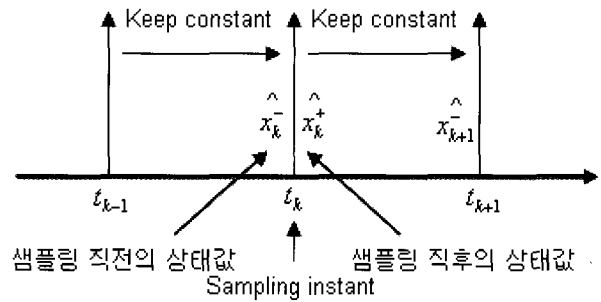 Keep constant Keep constant
x̂ₖ⁻ x̂ₖ⁺ x̂ₖ₊₁⁻
tₖ₋₁ tₖ tₖ₊₁
샘플링 직전의 상태값 샘플링 직후의 상태값
Sampling instant